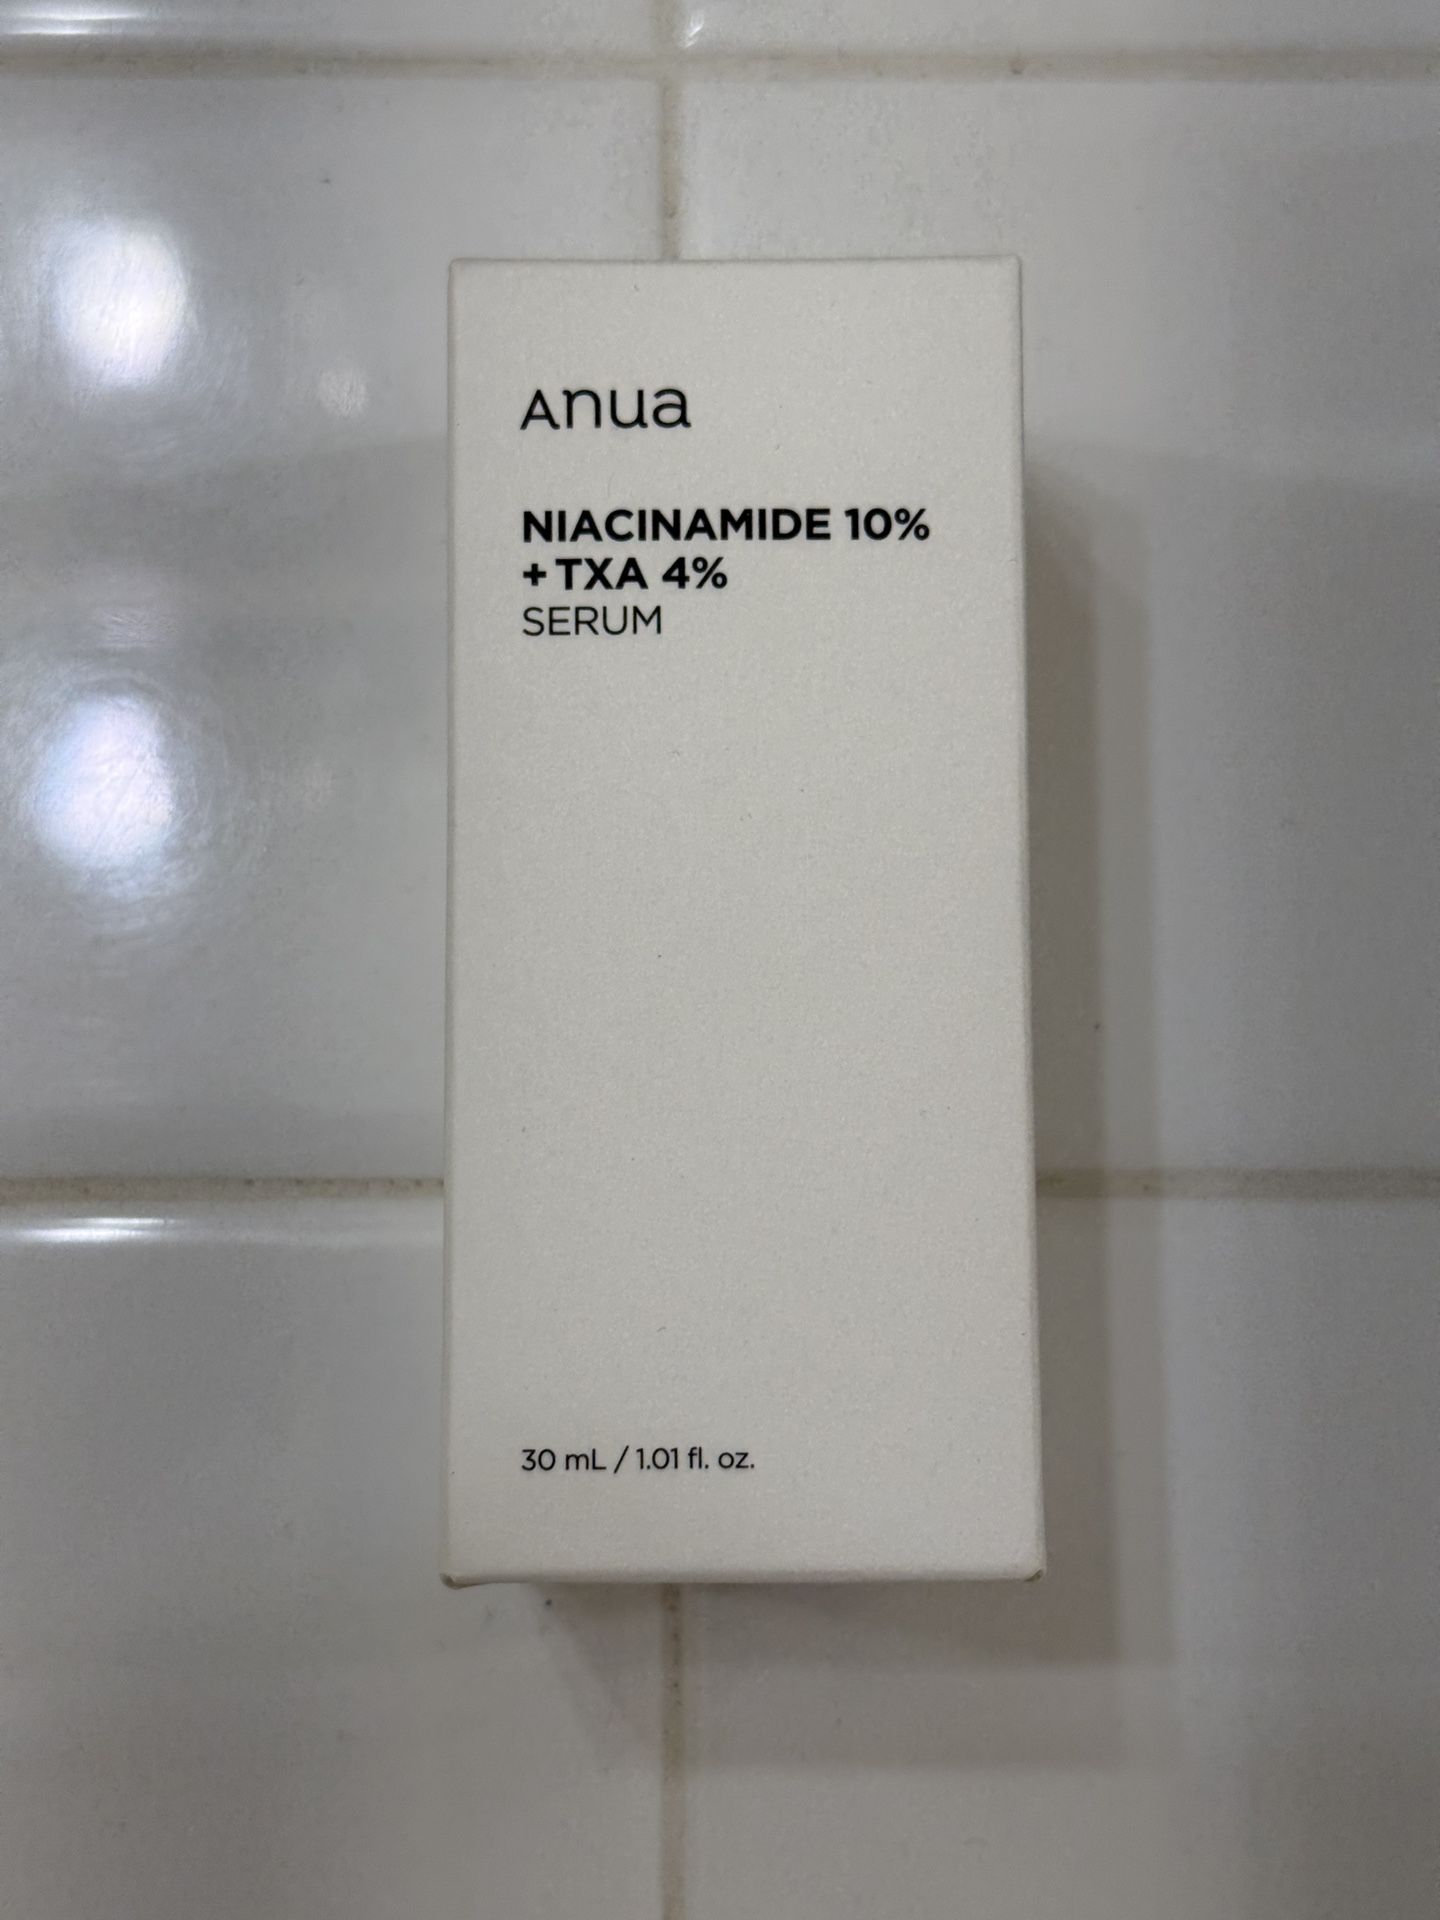 Anua
NIACINAMIDE 10%
+ TXA 4%
SERUM
30 mL / 1.01 fl. oz.